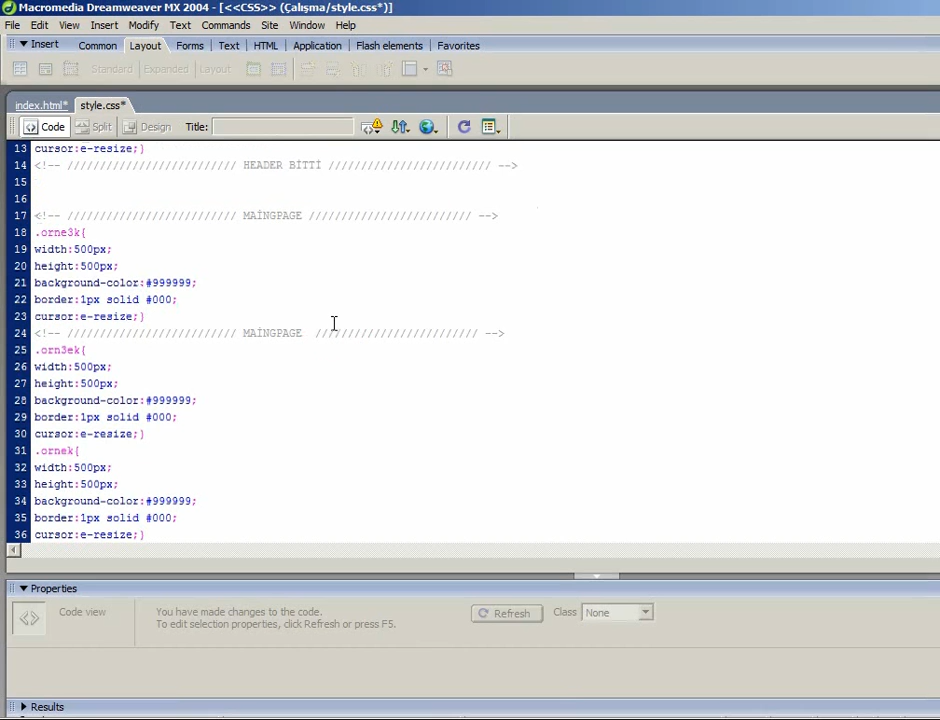 Macromedia Dreamweaver MX 2004 - [<<CSS>> (Çalışma/style.css*)]
File Edit View Insert Modify Text Commands Site Window Help
Insert Common Layout Forms Text HTML Application Flash elements Favorites
Standard Expanded Layout
index.html* style.css*
Code Split Design Title:
13 cursor:e-resize;}
14 <!-- ////////////////////////// HEADER BİTTİ ///////////////////////// -->
15
16
17 <!-- ////////////////////////// MAİNGPAGE ///////////////////////// -->
18 .orne3k{
19 width:500px;
20 height:500px;
21 background-color:#999999;
22 border:1px solid #000;
23 cursor:e-resize;}
24 <!-- ////////////////////////// MAİNGPAGE  ///////////////////////// -->
25 .orn3ek{
26 width:500px;
27 height:500px;
28 background-color:#999999;
29 border:1px solid #000;
30 cursor:e-resize;}
31 .ornek{
32 width:500px;
33 height:500px;
34 background-color:#999999;
35 border:1px solid #000;
36 cursor:e-resize;}
Properties
Code view You have made changes to the code. Refresh Class None
To edit selection properties, click Refresh or press F5.
Results